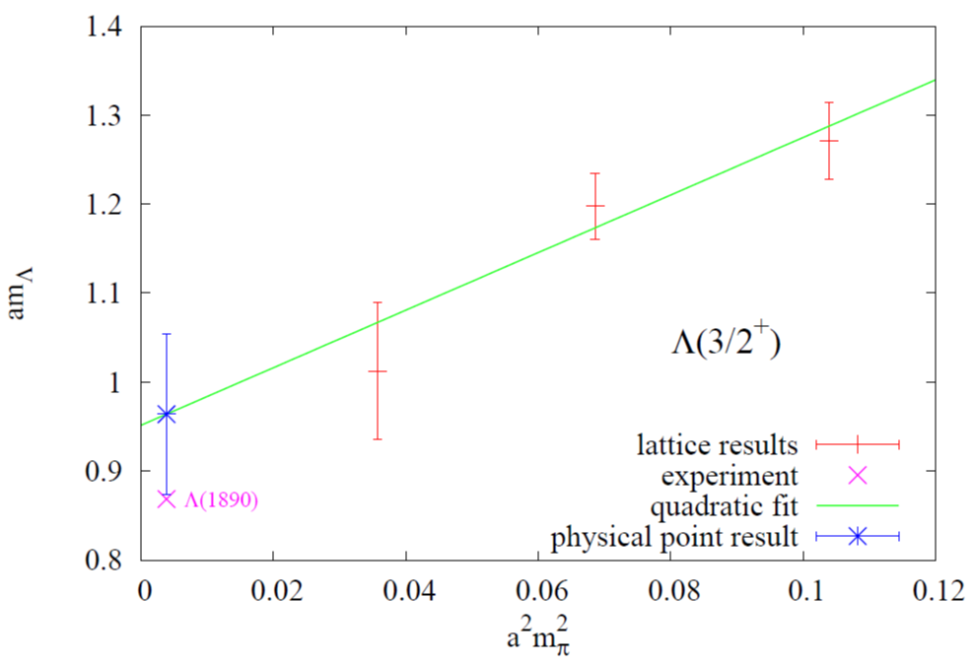 1.4
1.3
1.2
1.1
1
0.9
0.8
am_Λ
Λ(3/2⁺)
Λ(1890)
lattice results
experiment
quadratic fit
physical point result
0 0.02 0.04 0.06 0.08 0.1 0.12
a²m_π²